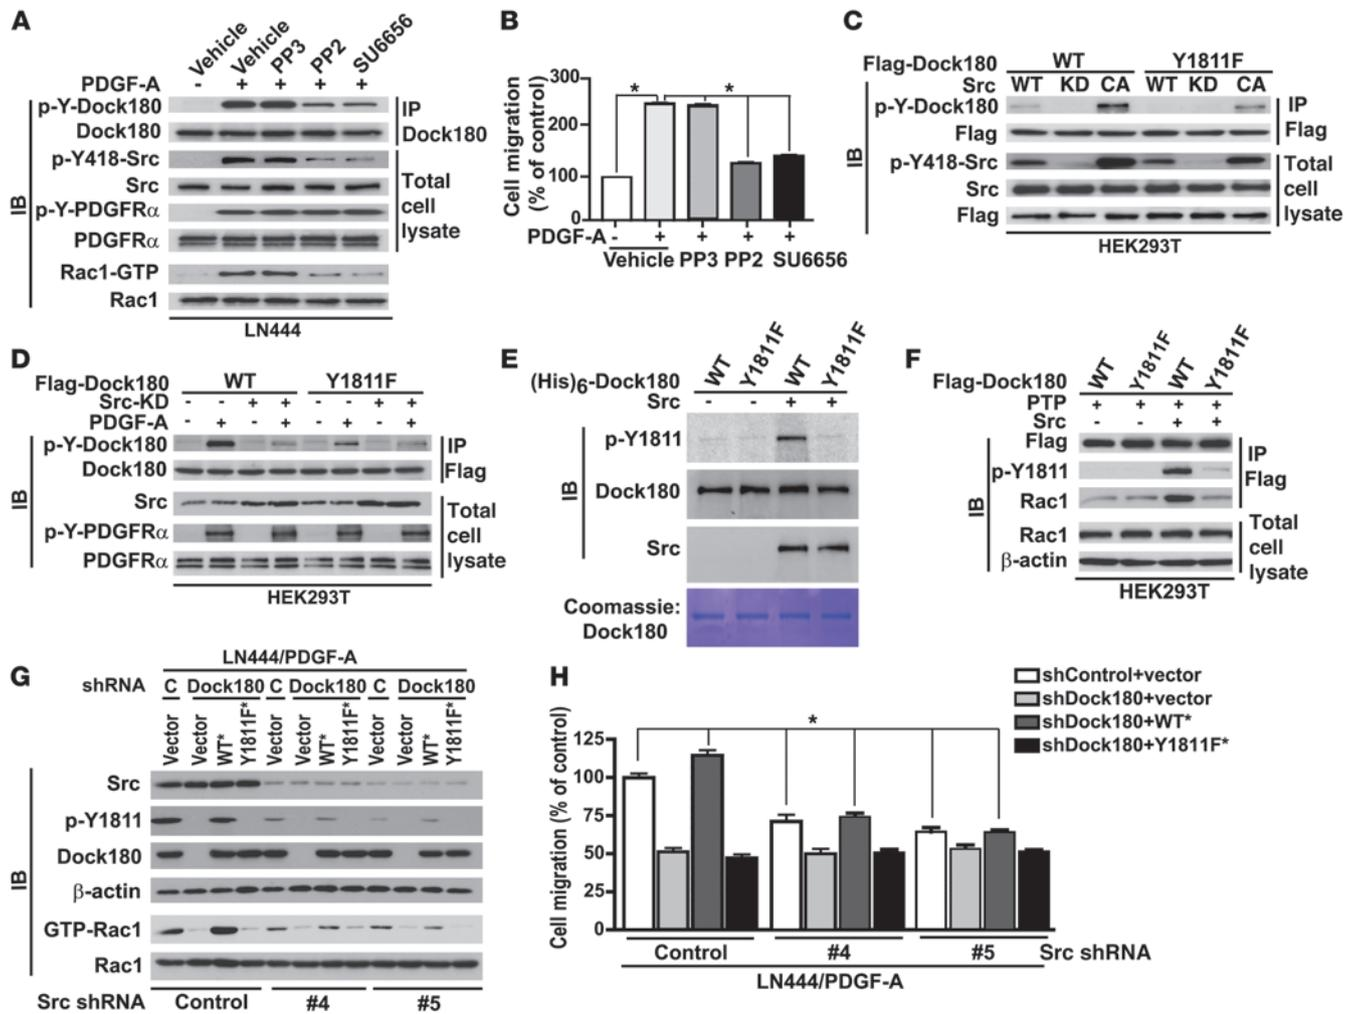 A
Vehicle Vehicle PP3 PP2 SU6656
PDGF-A - + + + +
p-Y-Dock180
Dock180
IP
Dock180
p-Y418-Src
Src
p-Y-PDGFRα
PDGFRα
Total
cell
lysate
Rac1-GTP
Rac1
IB
LN444
B
Cell migration
(% of control)
300
200
100
0
* *
PDGF-A - + + + +
Vehicle PP3 PP2 SU6656
C
Flag-Dock180 WT Y1811F
Src WT KD CA WT KD CA
p-Y-Dock180
Flag
IP
Flag
p-Y418-Src
Src
Flag
Total
cell
lysate
IB
HEK293T
D
Flag-Dock180 WT Y1811F
Src-KD - - + + - - + +
PDGF-A - + - + - + - +
p-Y-Dock180
Dock180
IP
Flag
Src
p-Y-PDGFRα
PDGFRα
Total
cell
lysate
IB
HEK293T
E
WT Y1811F WT Y1811F
(His)6-Dock180
Src - - + +
p-Y1811
Dock180
Src
IB
Coomassie:
Dock180
F
WT Y1811F WT Y1811F
Flag-Dock180
PTP + + + +
Src - - + +
Flag
p-Y1811
Rac1
IP
Flag
Rac1
β-actin
Total
cell
lysate
IB
HEK293T
G
LN444/PDGF-A
shRNA C Dock180 C Dock180 C Dock180
Vector Vector WT* Y1811F* Vector Vector WT* Y1811F* Vector Vector WT* Y1811F*
Src
p-Y1811
Dock180
β-actin
GTP-Rac1
Rac1
IB
Src shRNA Control #4 #5
H
shControl+vector
shDock180+vector
shDock180+WT*
shDock180+Y1811F*
Cell migration (% of control)
125
100
75
50
25
0
*
Control #4 #5 Src shRNA
LN444/PDGF-A